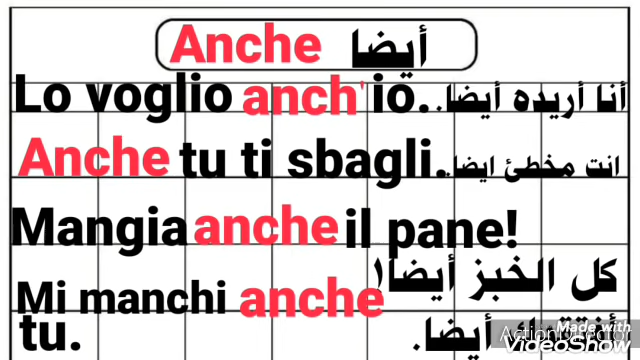 Anche أيضا
Lo voglio anch'io. أنا أريده أيضا.
Anche tu ti sbagli. انت مخطئ ايضا.
Mangia anche il pane!
كل الخبز أيضا!
Mi manchi anche
tu. أيضا.
Made with
VideoShow